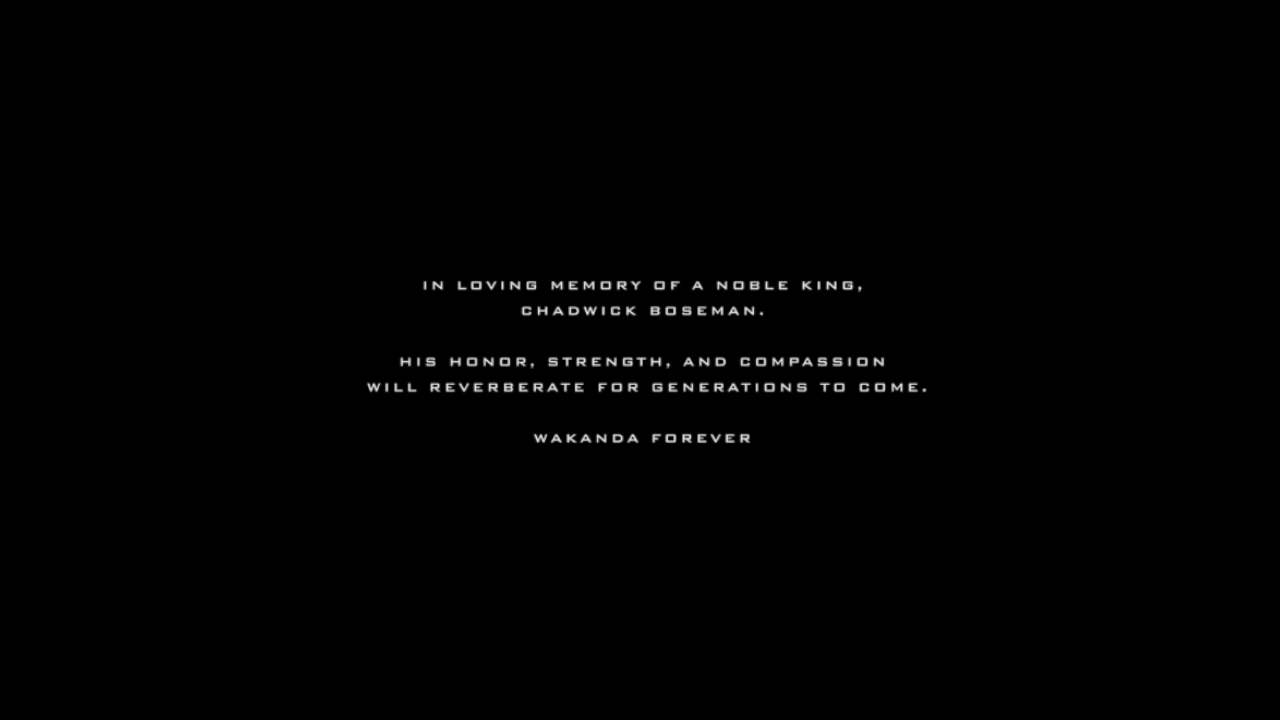 IN LOVING MEMORY OF A NOBLE KING,
CHADWICK BOSEMAN.
HIS HONOR, STRENGTH, AND COMPASSION
WILL REVERBERATE FOR GENERATIONS TO COME.
WAKANDA FOREVER